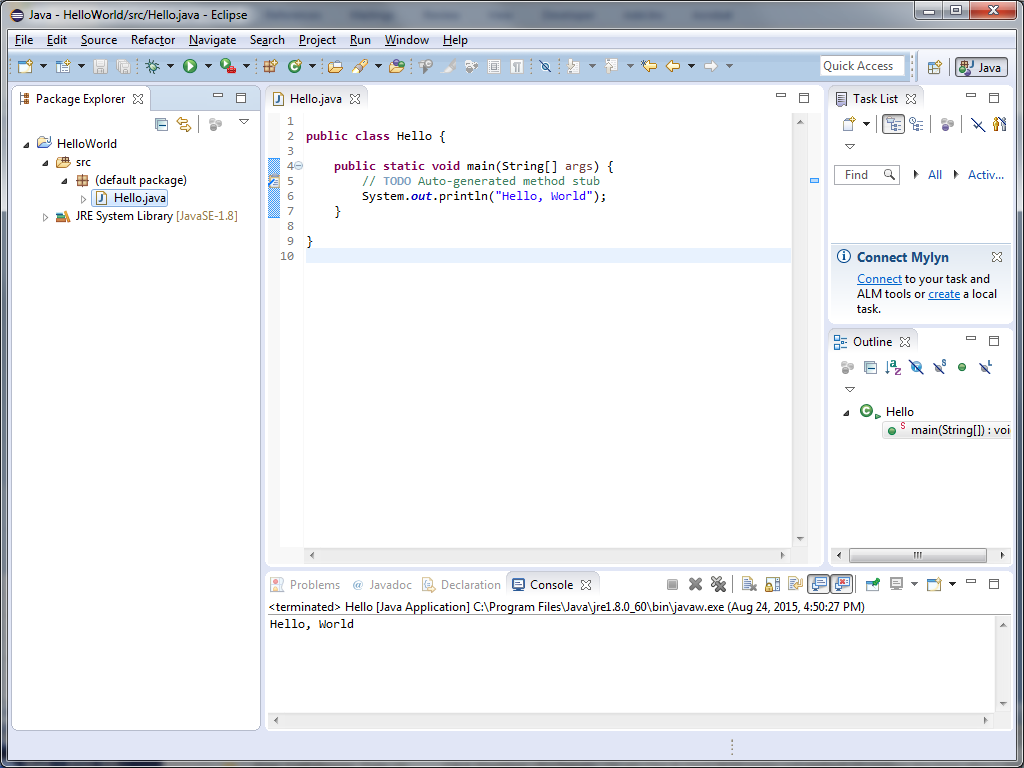 Java - HelloWorld/src/Hello.java - Eclipse
File Edit Source Refactor Navigate Search Project Run Window Help
Quick Access
Java
Package Explorer
HelloWorld
src
(default package)
Hello.java
JRE System Library [JavaSE-1.8]
Hello.java
1
2 public class Hello {
3
4 public static void main(String[] args) {
5 // TODO Auto-generated method stub
6 System.out.println("Hello, World");
7 }
8
9 }
10
Task List
Find All Activ...
Connect Mylyn
Connect to your task and
ALM tools or create a local
task.
Outline
Hello
main(String[]) : voi
Problems @ Javadoc Declaration Console
<terminated> Hello [Java Application] C:\Program Files\Java\jre1.8.0_60\bin\javaw.exe (Aug 24, 2015, 4:50:27 PM)
Hello, World